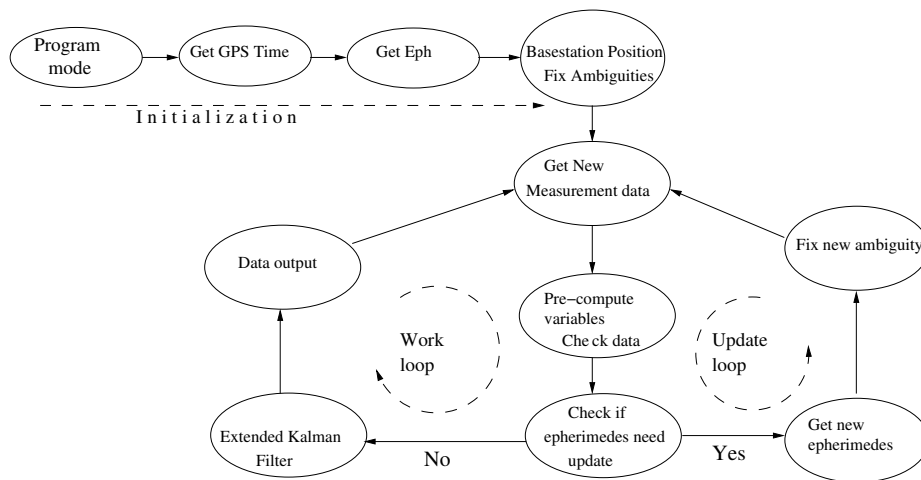 Program
mode
Get GPS Time
Get Eph
Basestation Position
Fix Ambiguities
Initialization
Get New
Measurement data
Data output
Fix new ambiguity
Pre-compute
variables
Check data
Work
loop
Update
loop
Extended Kalman
Filter
No
Check if
epherimedes need
update
Yes
Get new
epherimedes